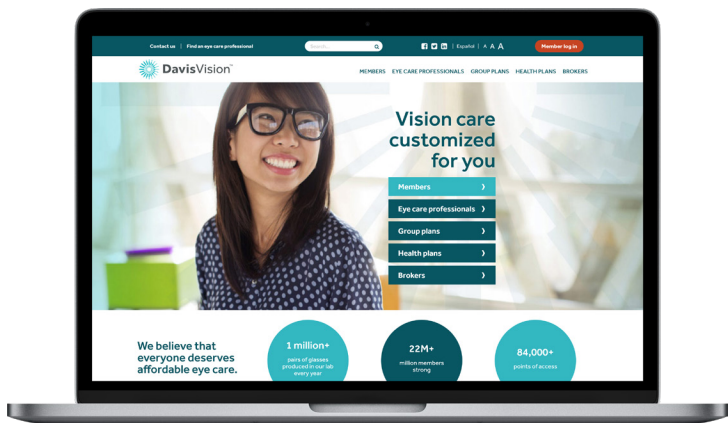 Contact us | Find an eye care professional
Search...
| Español | A A A
Member log in
DavisVision™
MEMBERS EYE CARE PROFESSIONALS GROUP PLANS HEALTH PLANS BROKERS
Vision care
customized
for you
Members
Eye care professionals
Group plans
Health plans
Brokers
We believe that
everyone deserves
affordable eye care.
1 million+
pairs of glasses
produced in our lab
every year
22M+
million members
strong
84,000+
points of access